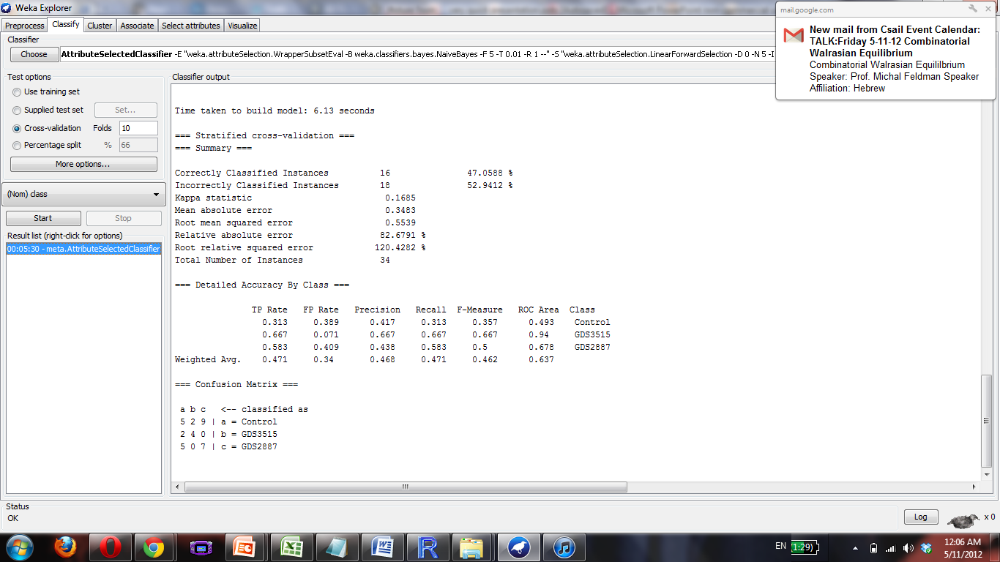 Weka Explorer
Preprocess Classify Cluster Associate Select attributes Visualize
Classifier
Choose AttributeSelectedClassifier -E "weka.attributeSelection.WrapperSubsetEval -B weka.classifiers.bayes.NaiveBayes -F 5 -T 0.01 -R 1 --" -S "weka.attributeSelection.LinearForwardSelection -D 0 -N 5 -I
mail.google.com
New mail from Csail Event Calendar:
TALK:Friday 5-11-12 Combinatorial
Walrasian Equilibrium
Combinatorial Walrasian Equililbrium
Speaker: Prof. Michal Feldman Speaker
Affiliation: Hebrew
Test options
Use training set
Supplied test set Set...
Cross-validation Folds 10
Percentage split % 66
More options...
(Nom) class
Start Stop
Result list (right-click for options)
00:05:30 - meta.AttributeSelectedClassifier
Classifier output
Time taken to build model: 6.13 seconds
=== Stratified cross-validation ===
=== Summary ===
Correctly Classified Instances 16 47.0588 %
Incorrectly Classified Instances 18 52.9412 %
Kappa statistic 0.1685
Mean absolute error 0.3483
Root mean squared error 0.5539
Relative absolute error 82.6791 %
Root relative squared error 120.4282 %
Total Number of Instances 34
=== Detailed Accuracy By Class ===
TP Rate FP Rate Precision Recall F-Measure ROC Area Class
0.313 0.389 0.417 0.313 0.357 0.493 Control
0.667 0.071 0.667 0.667 0.667 0.94 GDS3515
0.583 0.409 0.438 0.583 0.5 0.678 GDS2887
Weighted Avg. 0.471 0.34 0.468 0.471 0.462 0.637
=== Confusion Matrix ===
a b c <-- classified as
5 2 9 | a = Control
2 4 0 | b = GDS3515
5 0 7 | c = GDS2887
Status
OK
Log x 0
EN (1:29) 12:06 AM
5/11/2012